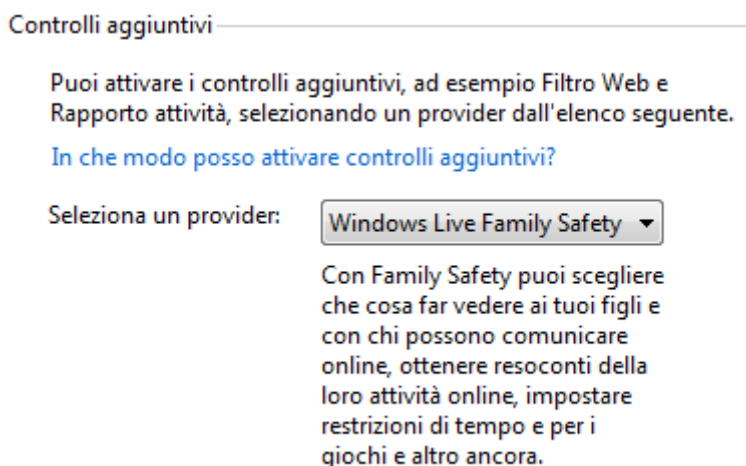 Controlli aggiuntivi
Puoi attivare i controlli aggiuntivi, ad esempio Filtro Web e
Rapporto attività, selezionando un provider dall'elenco seguente.
In che modo posso attivare controlli aggiuntivi?
Seleziona un provider:
Windows Live Family Safety
Con Family Safety puoi scegliere
che cosa far vedere ai tuoi figli e
con chi possono comunicare
online, ottenere resoconti della
loro attività online, impostare
restrizioni di tempo e per i
giochi e altro ancora.